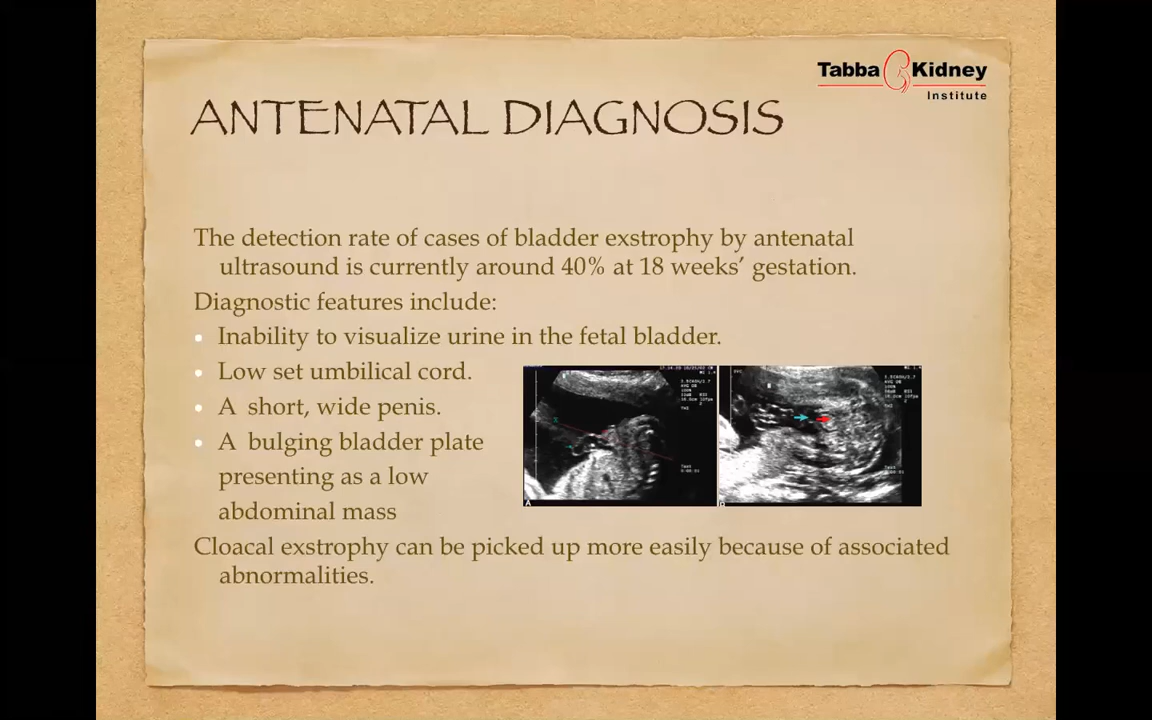 Tabba Kidney
Institute
ANTENATAL DIAGNOSIS
The detection rate of cases of bladder exstrophy by antenatal
ultrasound is currently around 40% at 18 weeks’ gestation.
Diagnostic features include:
• Inability to visualize urine in the fetal bladder.
• Low set umbilical cord.
• A short, wide penis.
• A bulging bladder plate
presenting as a low
abdominal mass
A
Cloacal exstrophy can be picked up more easily because of associated
abnormalities.